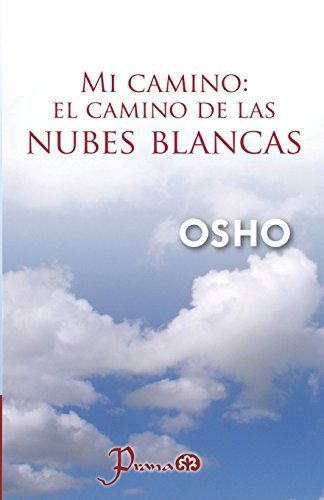 MI CAMINO:
EL CAMINO DE LAS
NUBES BLANCAS
OSHO
Prana